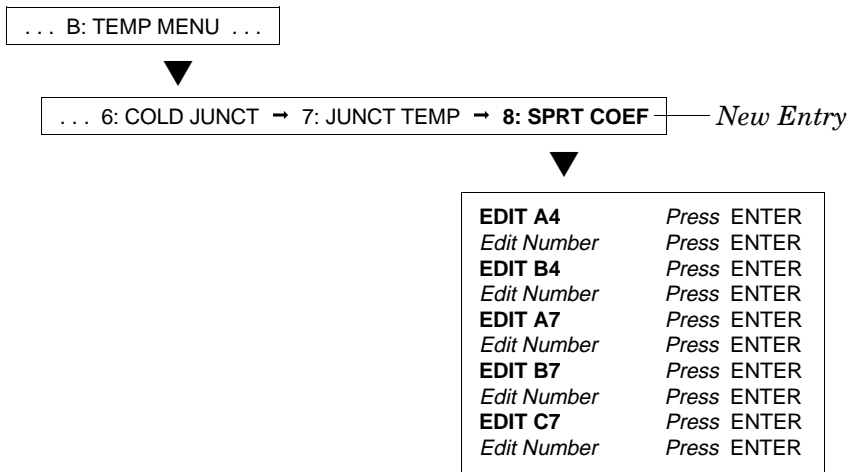 . . . B: TEMP MENU . . .
. . . 6: COLD JUNCT → 7: JUNCT TEMP → 8: SPRT COEF New Entry
EDIT A4 Press ENTER
Edit Number Press ENTER
EDIT B4 Press ENTER
Edit Number Press ENTER
EDIT A7 Press ENTER
Edit Number Press ENTER
EDIT B7 Press ENTER
Edit Number Press ENTER
EDIT C7 Press ENTER
Edit Number Press ENTER